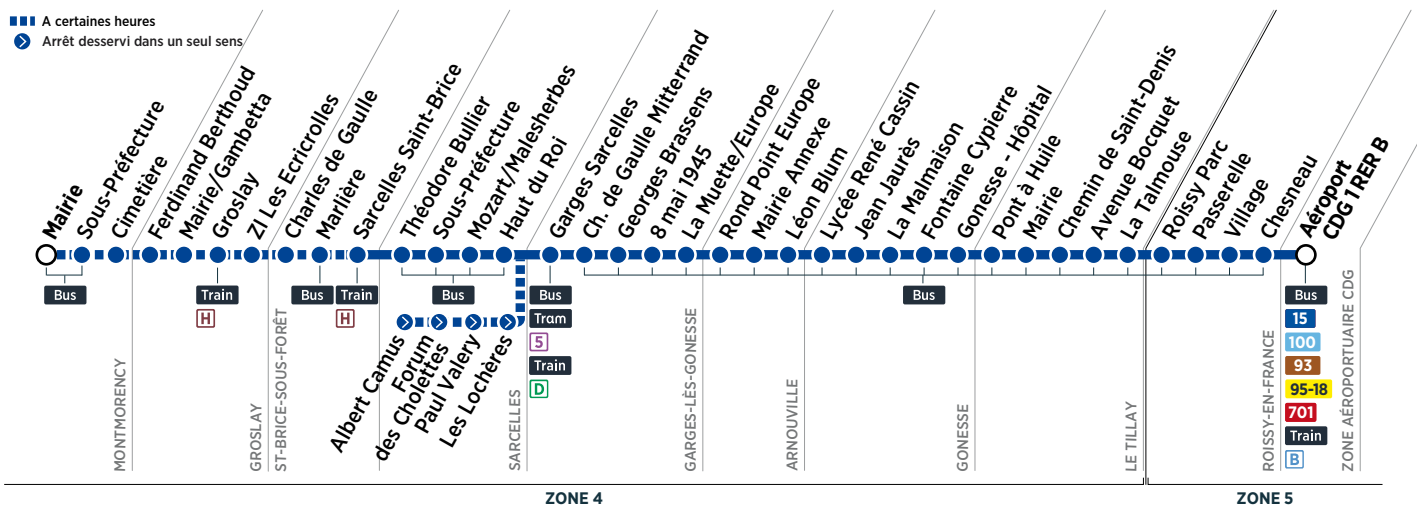 A certaines heures
Arrêt desservi dans un seul sens
Mairie
Sous-Préfecture
Cimetière
Ferdinand Berthoud
Mairie/Gambetta
Groslay
ZI Les Ecricrolles
Charles de Gaulle
Marlière
Sarcelles Saint-Brice
Théodore Bullier
Sous-Préfecture
Mozart/Malesherbes
Haut du Roi
Garges Sarcelles
Ch. de Gaulle Mitterrand
Georges Brassens
8 mai 1945
La Muette/Europe
Rond Point Europe
Mairie Annexe
Léon Blum
Lycée René Cassin
Jean Jaurès
La Malmaison
Fontaine Cypierre
Gonesse - Hôpital
Pont à Huile
Mairie
Chemin de Saint-Denis
Avenue Bocquet
La Talmouse
Roissy Parc
Passerelle
Village
Chesneau
Aéroport
CDG 1 RER B
Bus
Train
H
Bus
Train
H
Bus
Bus
Tram
5
Train
D
Bus
Bus
15
100
93
95-18
701
Train
B
Albert Camus
Forum
des Cholettes
Paul Valery
Les Lochères
MONTMORENCY
GROSLAY
ST-BRICE-SOUS-FORÊT
SARCELLES
GARGES-LÈS-GONESSE
ARNOUVILLE
GONESSE
LE TILLAY
ROISSY-EN-FRANCE
ZONE AÉROPORTUAIRE CDG
ZONE 4
ZONE 5